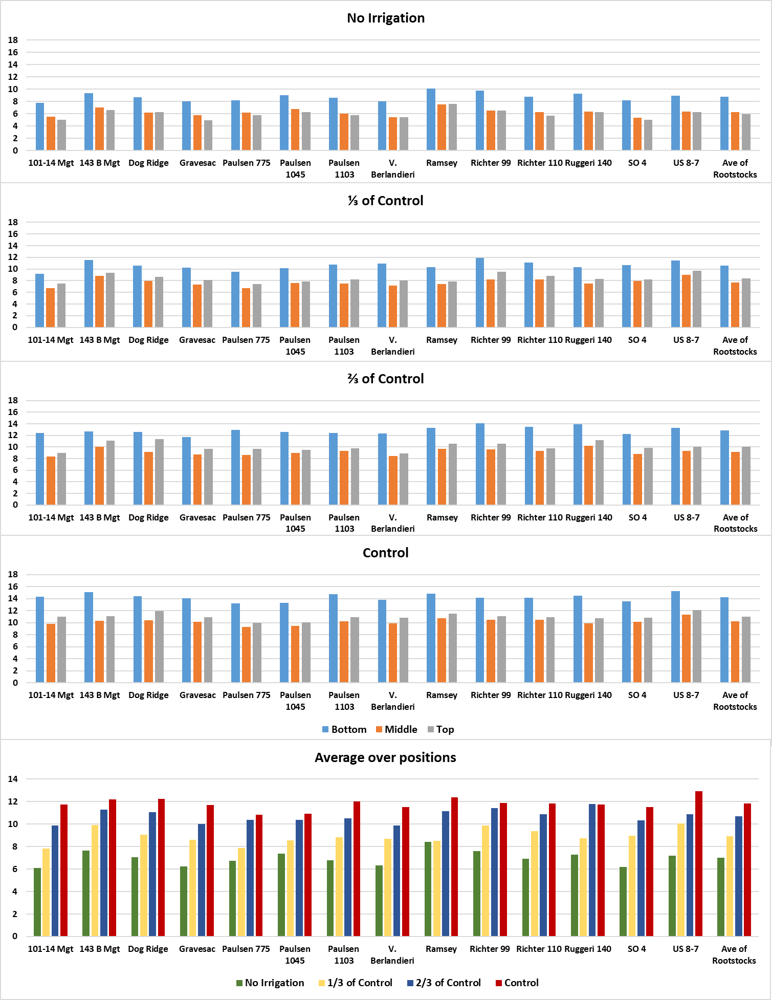 No Irrigation
18
16
14
12
10
8
6
4
2
0
101-14 Mgt 143 B Mgt Dog Ridge Gravesac Paulsen 775 Paulsen Paulsen V. Ramsey Richter 99 Richter 110 Ruggeri 140 SO 4 US 8-7 Ave of
1045 1103 Berlandieri Rootstocks
⅓ of Control
18
16
14
12
10
8
6
4
2
0
101-14 Mgt 143 B Mgt Dog Ridge Gravesac Paulsen 775 Paulsen Paulsen V. Ramsey Richter 99 Richter 110 Ruggeri 140 SO 4 US 8-7 Ave of
1045 1103 Berlandieri Rootstocks
⅔ of Control
18
16
14
12
10
8
6
4
2
0
101-14 Mgt 143 B Mgt Dog Ridge Gravesac Paulsen 775 Paulsen Paulsen V. Ramsey Richter 99 Richter 110 Ruggeri 140 SO 4 US 8-7 Ave of
1045 1103 Berlandieri Rootstocks
Control
18
16
14
12
10
8
6
4
2
0
101-14 Mgt 143 B Mgt Dog Ridge Gravesac Paulsen 775 Paulsen Paulsen V. Ramsey Richter 99 Richter 110 Ruggeri 140 SO 4 US 8-7 Ave of
1045 1103 Berlandieri Rootstocks
Bottom Middle Top
Average over positions
14
12
10
8
6
4
2
0
101-14 Mgt 143 B Mgt Dog Ridge Gravesac Paulsen 775 Paulsen Paulsen V. Ramsey Richter 99 Richter 110 Ruggeri 140 SO 4 US 8-7 Ave of
1045 1103 Berlandieri Rootstocks
No Irrigation 1/3 of Control 2/3 of Control Control